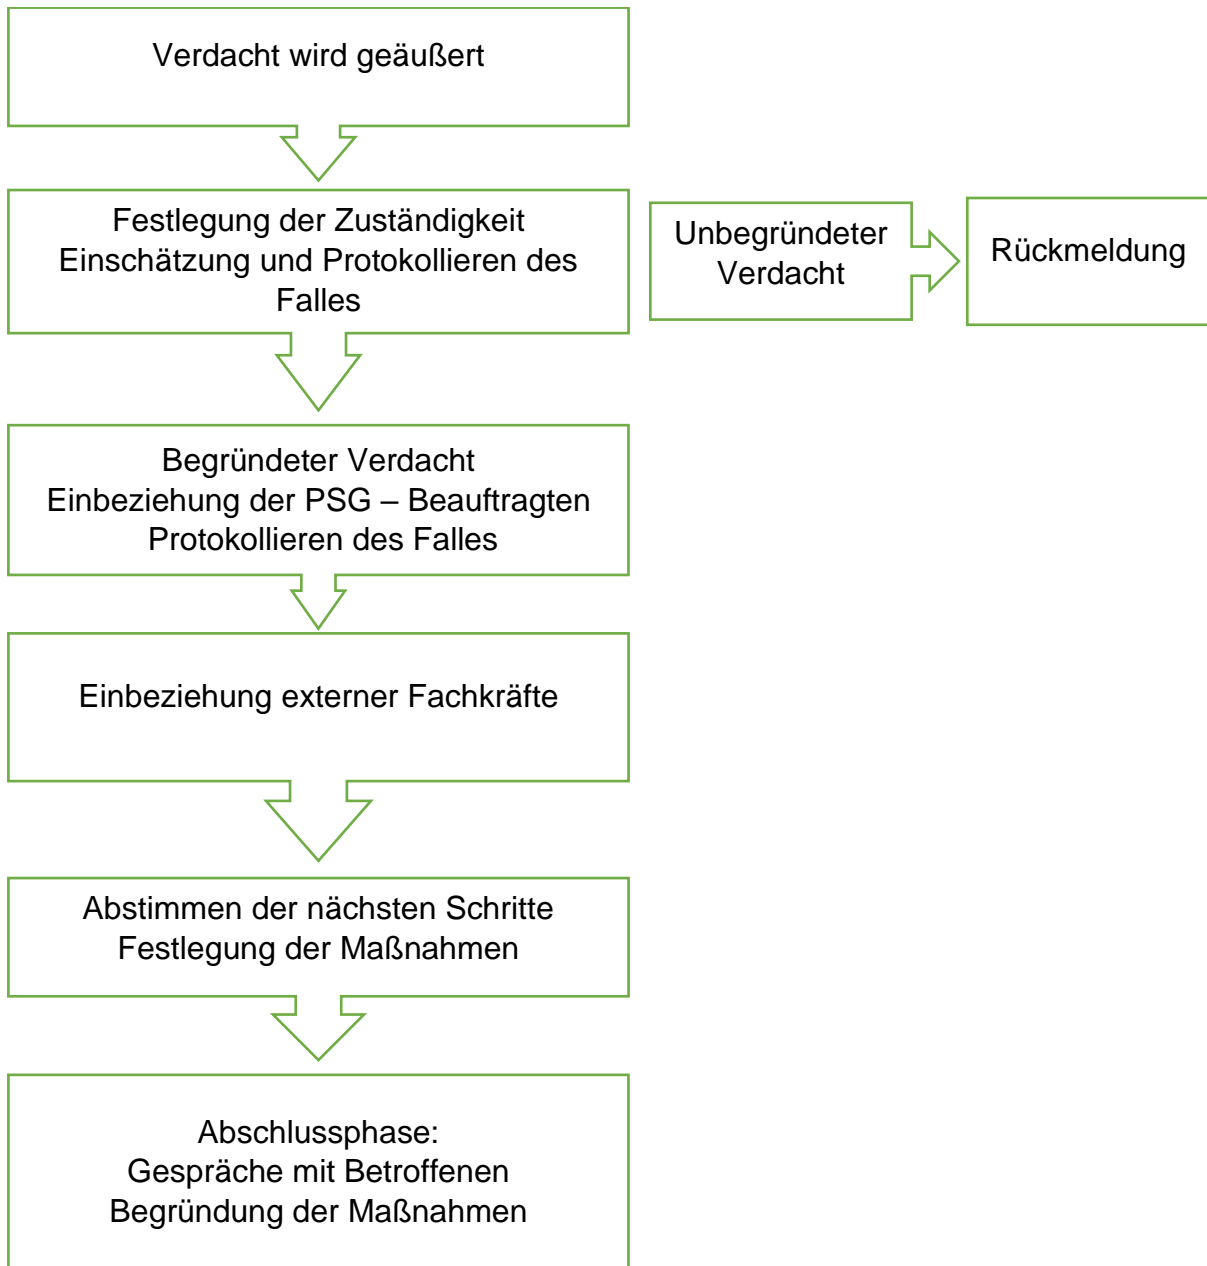 Verdacht wird geäußert
Festlegung der Zuständigkeit
Einschätzung und Protokollieren des
Falles
Unbegründeter
Verdacht
Rückmeldung
Begründeter Verdacht
Einbeziehung der PSG – Beauftragten
Protokollieren des Falles
Einbeziehung externer Fachkräfte
Abstimmen der nächsten Schritte
Festlegung der Maßnahmen
Abschlussphase:
Gespräche mit Betroffenen
Begründung der Maßnahmen